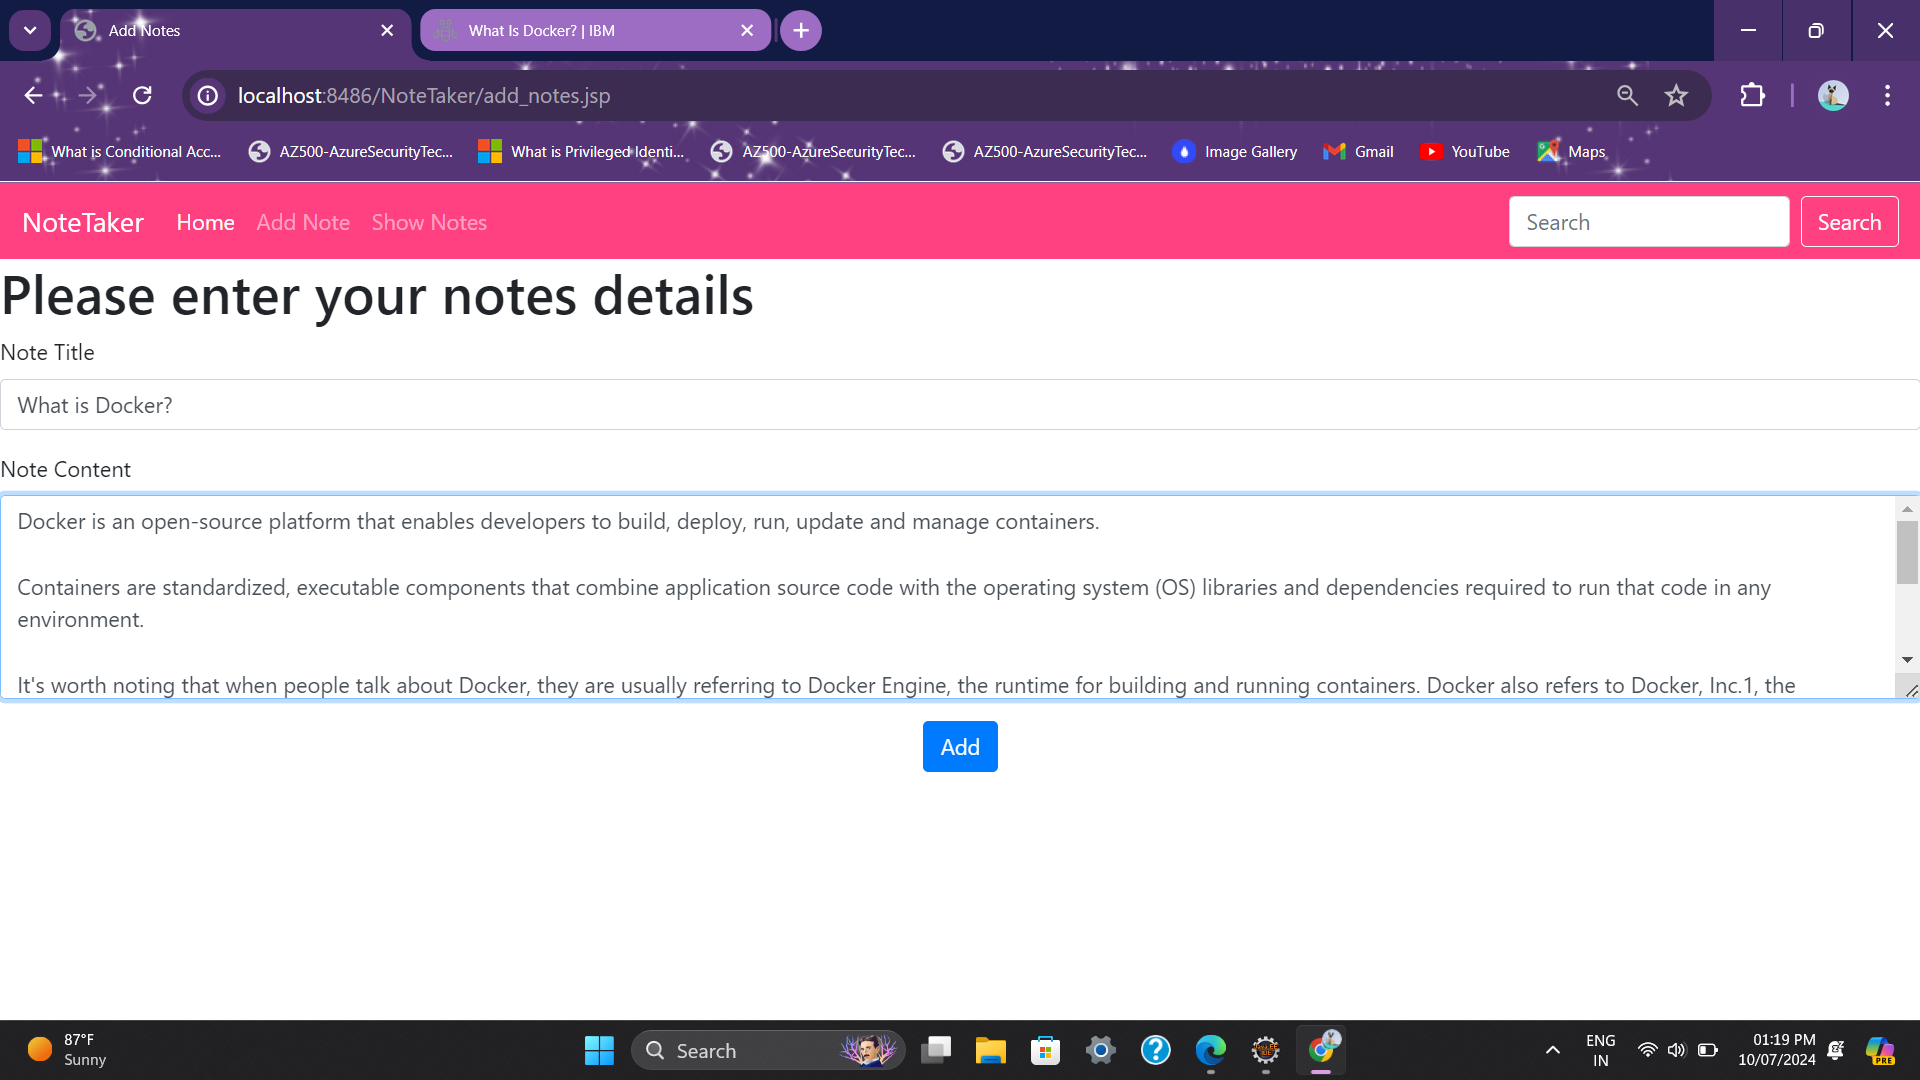 Add Notes
What Is Docker? | IBM
localhost:8486/NoteTaker/add_notes.jsp
What is Conditional Acc...
AZ500-AzureSecurityTec...
What is Privileged Identi...
AZ500-AzureSecurityTec...
AZ500-AzureSecurityTec...
Image Gallery
Gmail
YouTube
Maps
NoteTaker
Home
Add Note
Show Notes
Search
Search
Please enter your notes details
Note Title
What is Docker?
Note Content
Docker is an open-source platform that enables developers to build, deploy, run, update and manage containers.
Containers are standardized, executable components that combine application source code with the operating system (OS) libraries and dependencies required to run that code in any
environment.
It's worth noting that when people talk about Docker, they are usually referring to Docker Engine, the runtime for building and running containers. Docker also refers to Docker, Inc.1, the
Add
87°F
Sunny
Search
ENG
IN
01:19 PM
10/07/2024
PRE